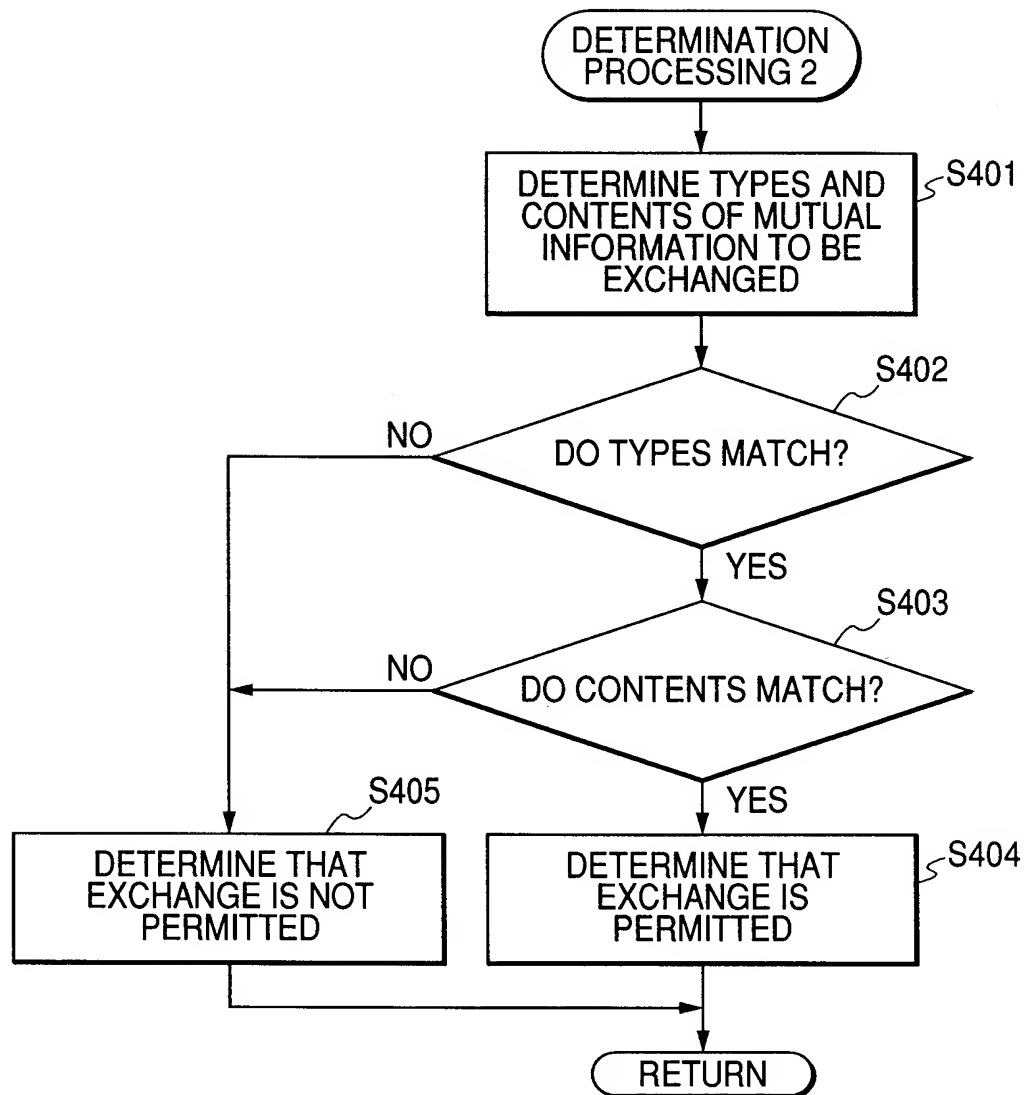 DETERMINATION
PROCESSING 2
S401
DETERMINE TYPES AND
CONTENTS OF MUTUAL
INFORMATION TO BE
EXCHANGED
S402
NO
DO TYPES MATCH?
YES
S403
NO
DO CONTENTS MATCH?
YES
S405
DETERMINE THAT
EXCHANGE IS NOT
PERMITTED
S404
DETERMINE THAT
EXCHANGE IS
PERMITTED
RETURN